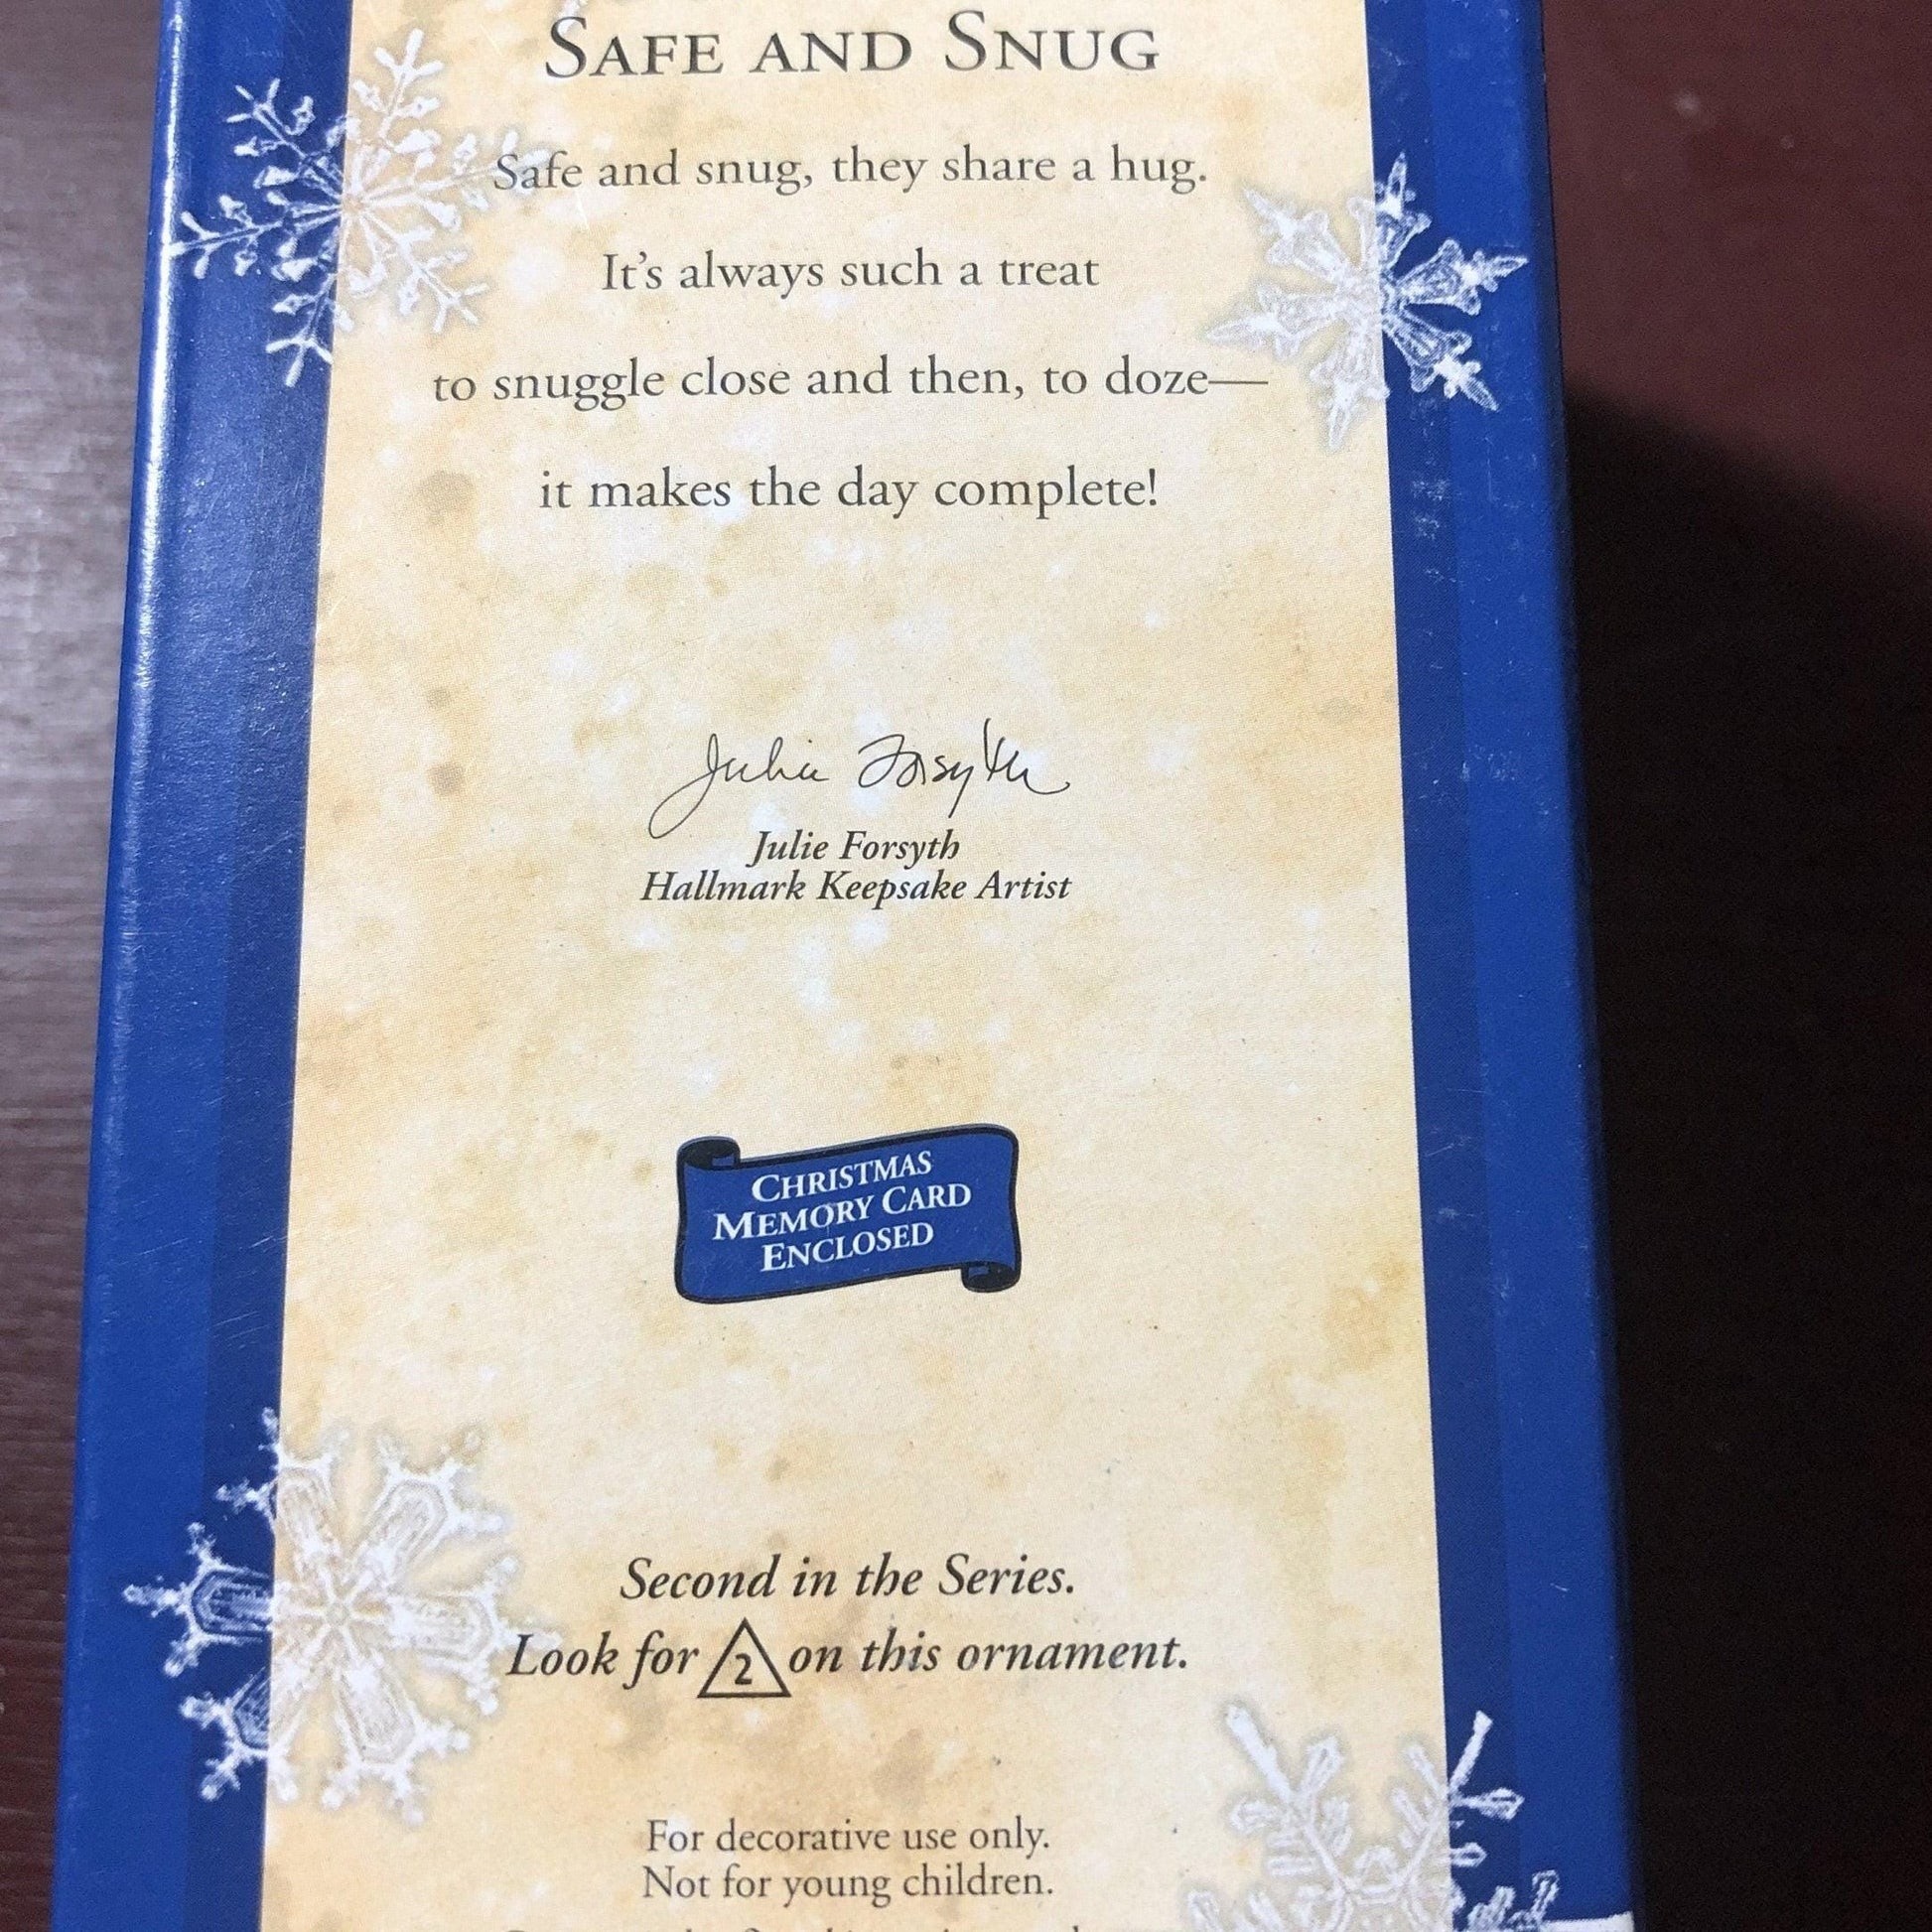 SAFE AND SNUG
Safe and snug, they share a hug.
It's always such a treat
to snuggle close and then, to doze—
it makes the day complete!
Julie Forsyth
Julie Forsyth
Hallmark Keepsake Artist
CHRISTMAS
MEMORY CARD
ENCLOSED
Second in the Series.
Look for 2 on this ornament.
For decorative use only.
Not for young children.